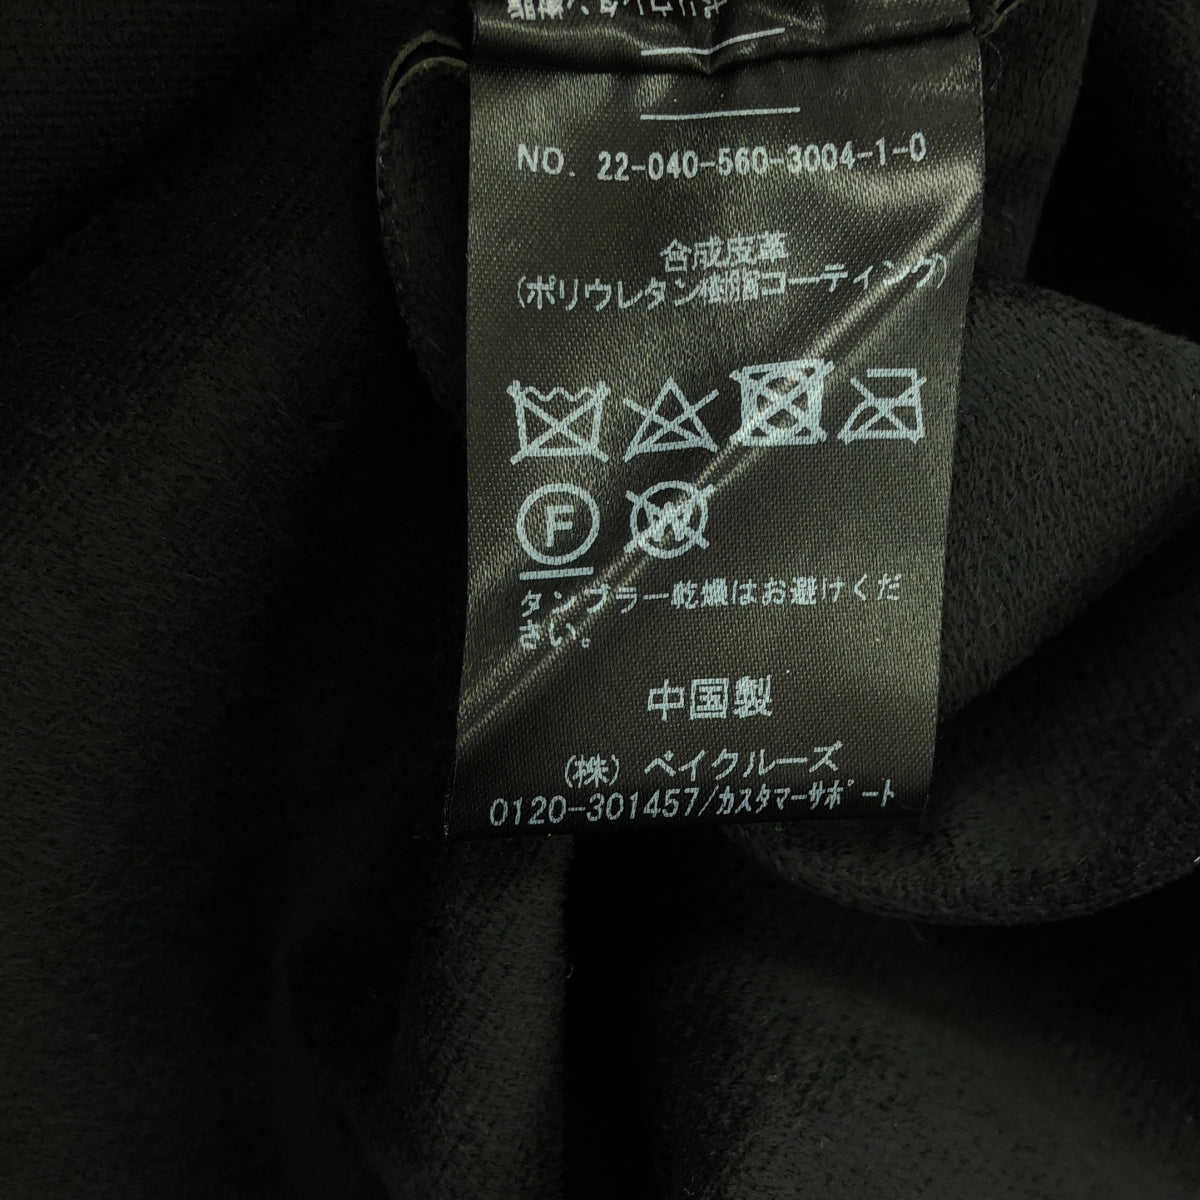 NO. 22-040-560-3004-1-0
合成皮革
(ポリウレタン樹脂コーティング)
F
W
タンブラー乾燥はお避けくだ
さい。
中国製
(株) ベイクルーズ
0120-301457/ｶｽﾀﾏｰｻﾎﾟｰﾄ